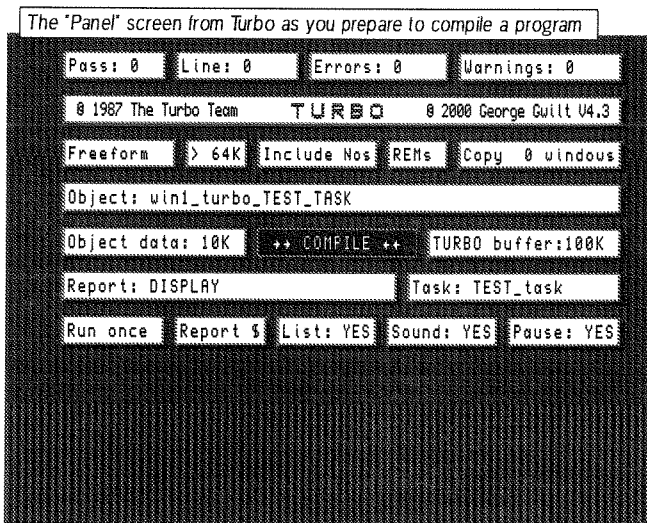 The "Panel" screen from Turbo as you prepare to compile a program
Pass: 0 Line: 0 Errors: 0 Warnings: 0
© 1987 The Turbo Team TURBO © 2000 George Gwilt V4.3
Freeform > 64K Include Nos REMs Copy 0 windows
Object: win1_turbo_TEST_TASK
Object data: 10K ↔ COMPILE ↔ TURBO buffer:100K
Report: DISPLAY Task: TEST_task
Run once Report $ List: YES Sound: YES Pause: YES